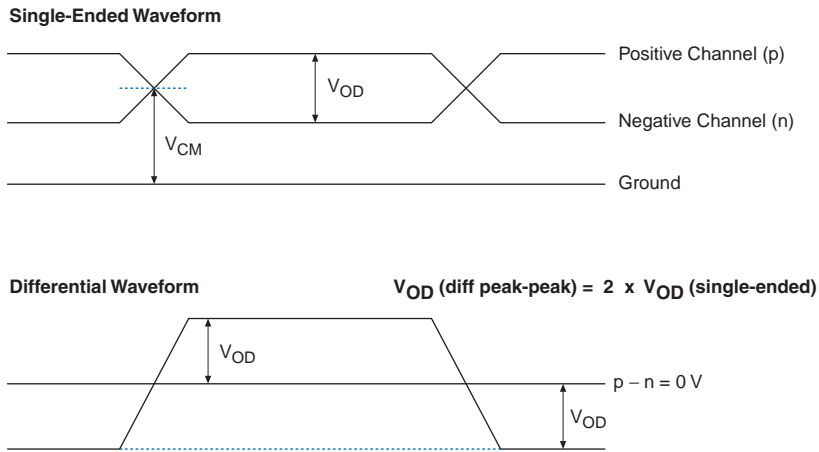 Single-Ended Waveform
Positive Channel (p)
VOD
Negative Channel (n)
VCM
Ground
Differential Waveform
VOD (diff peak-peak) = 2 x VOD (single-ended)
VOD
p − n = 0 V
VOD